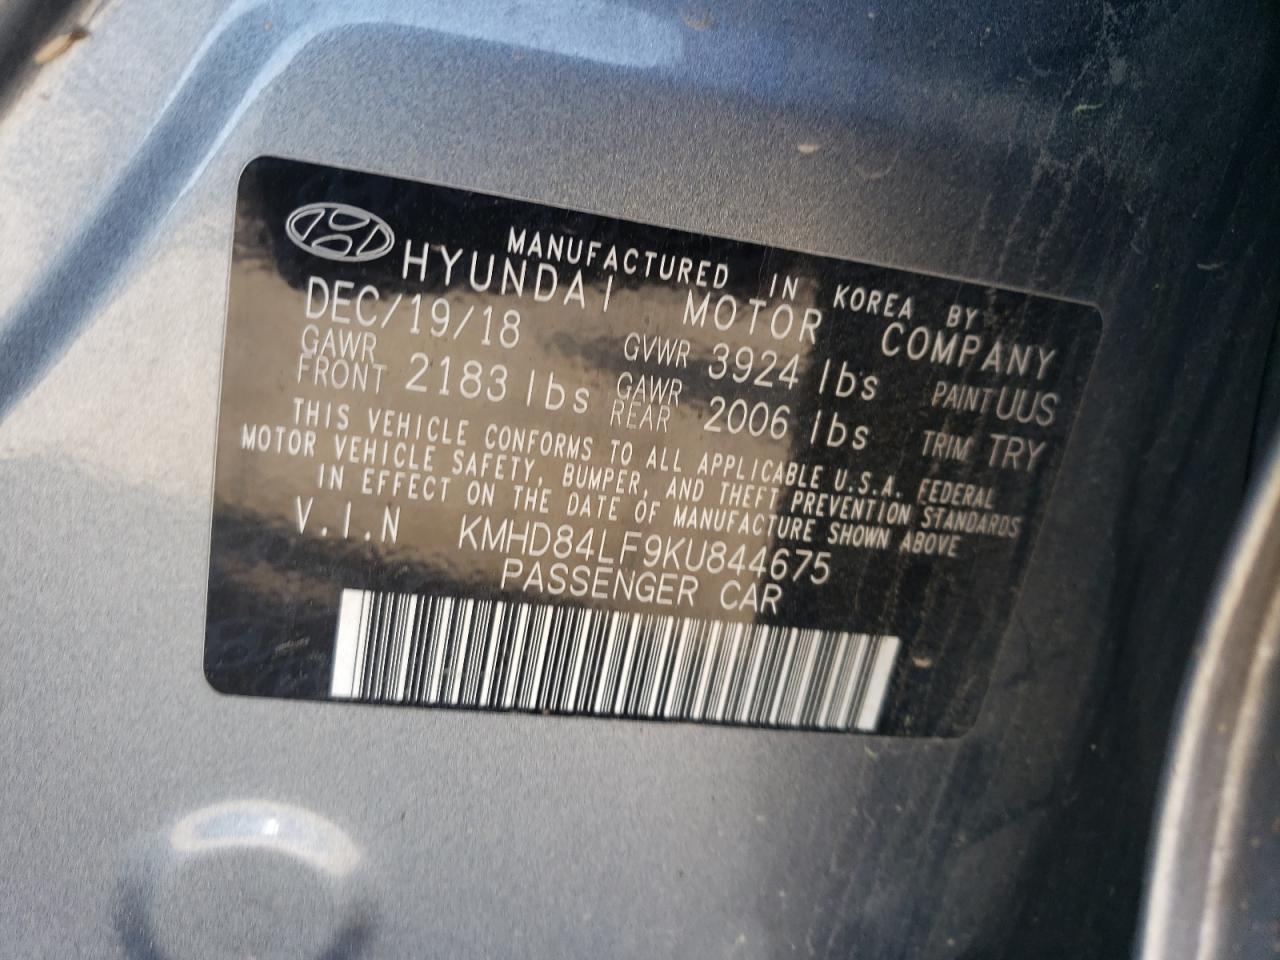 MANUFACTURED IN KOREA BY
HYUNDAI MOTOR COMPANY
DEC/19/18 GVWR 3924 lbs PAINT UUS
GAWR FRONT 2183 lbs GAWR REAR 2006 lbs TRIM TRY
THIS VEHICLE CONFORMS TO ALL APPLICABLE U.S.A. FEDERAL
MOTOR VEHICLE SAFETY, BUMPER, AND THEFT PREVENTION STANDARDS
IN EFFECT ON THE DATE OF MANUFACTURE SHOWN ABOVE
V.I.N KMHD84LF9KU844675
PASSENGER CAR